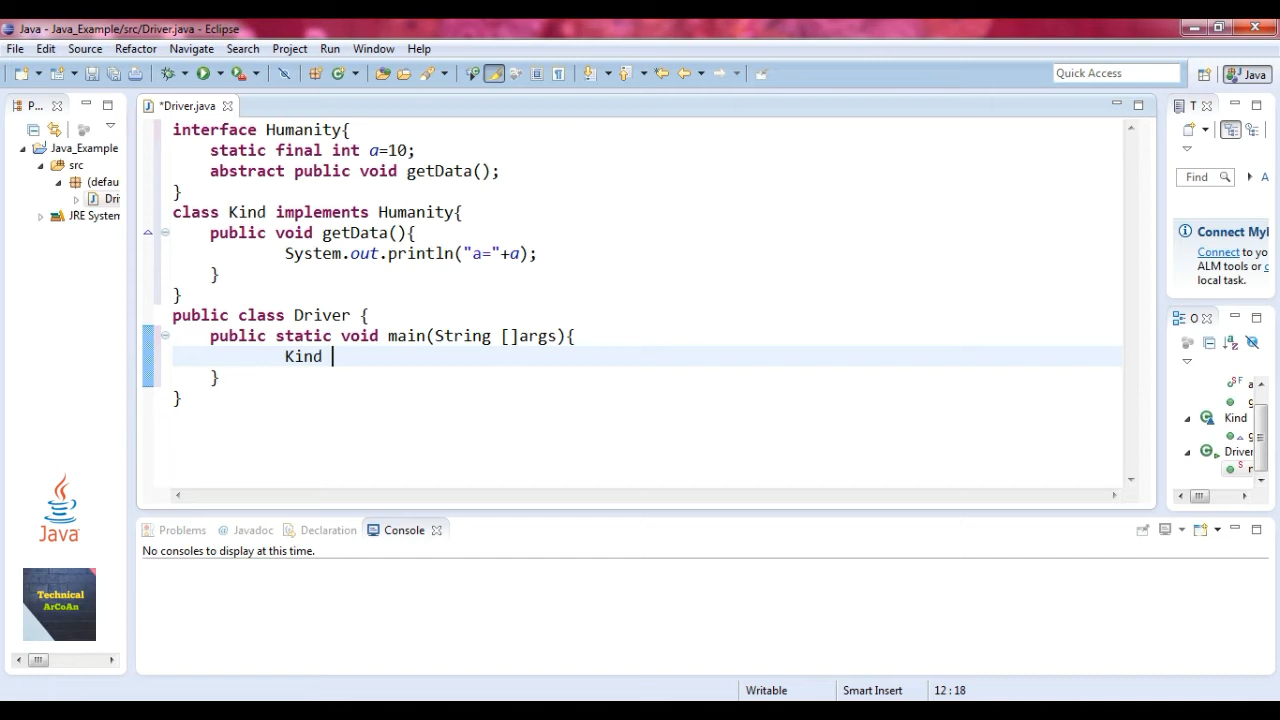 Java - Java_Example/src/Driver.java - Eclipse
File Edit Source Refactor Navigate Search Project Run Window Help
Quick Access
Java
P...
*Driver.java
T
Java_Example
src
(defau
Dri
JRE System
interface Humanity{
static final int a=10;
abstract public void getData();
}
class Kind implements Humanity{
public void getData(){
System.out.println("a="+a);
}
}
public class Driver {
public static void main(String []args){
Kind
}
}
Find
A
Connect Myl
Connect to yo
ALM tools or c
local task.
O
a
g
Kind
g
Driver
Java
Technical
ArCoAn
Problems @ Javadoc Declaration Console
No consoles to display at this time.
Writable Smart Insert 12 : 18